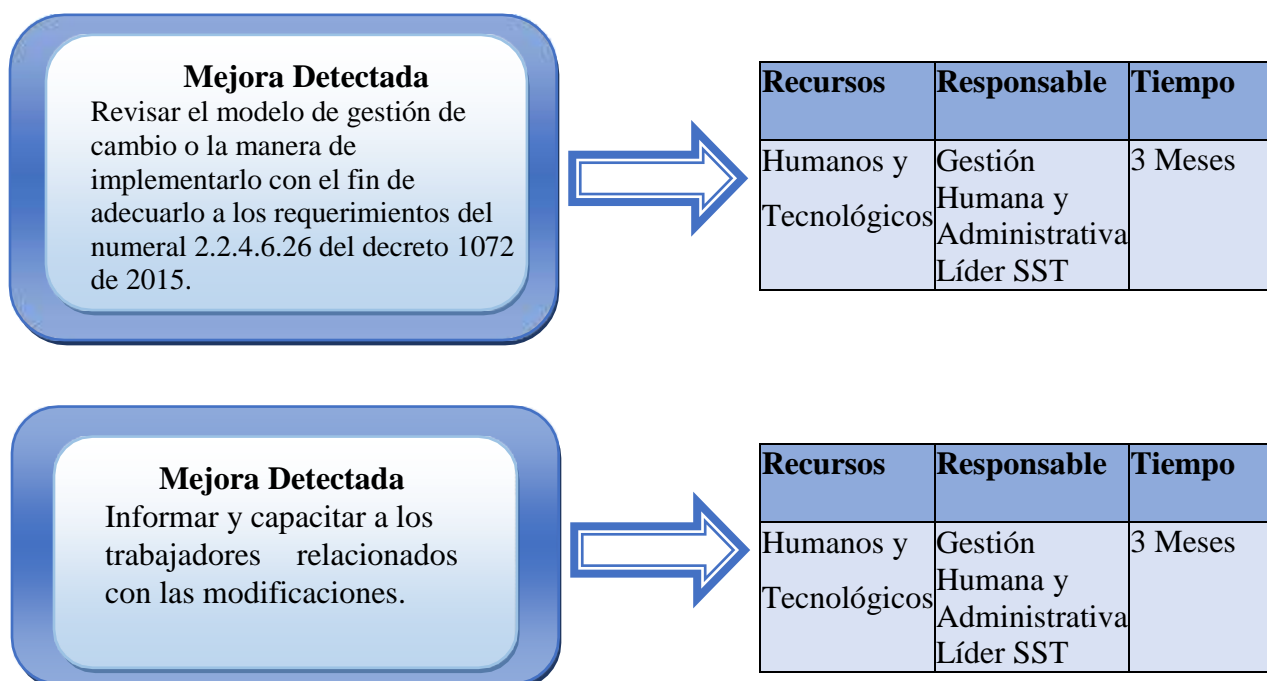 Mejora Detectada
Revisar el modelo de gestión de
cambio o la manera de
implementarlo con el fin de
adecuarlo a los requerimientos del
numeral 2.2.4.6.26 del decreto 1072
de 2015.
Recursos Responsable Tiempo
Humanos y
Tecnológicos
Gestión
Humana y
Administrativa
Líder SST
3 Meses
Mejora Detectada
Informar y capacitar a los
trabajadores relacionados
con las modificaciones.
Recursos Responsable Tiempo
Humanos y
Tecnológicos
Gestión
Humana y
Administrativa
Líder SST
3 Meses